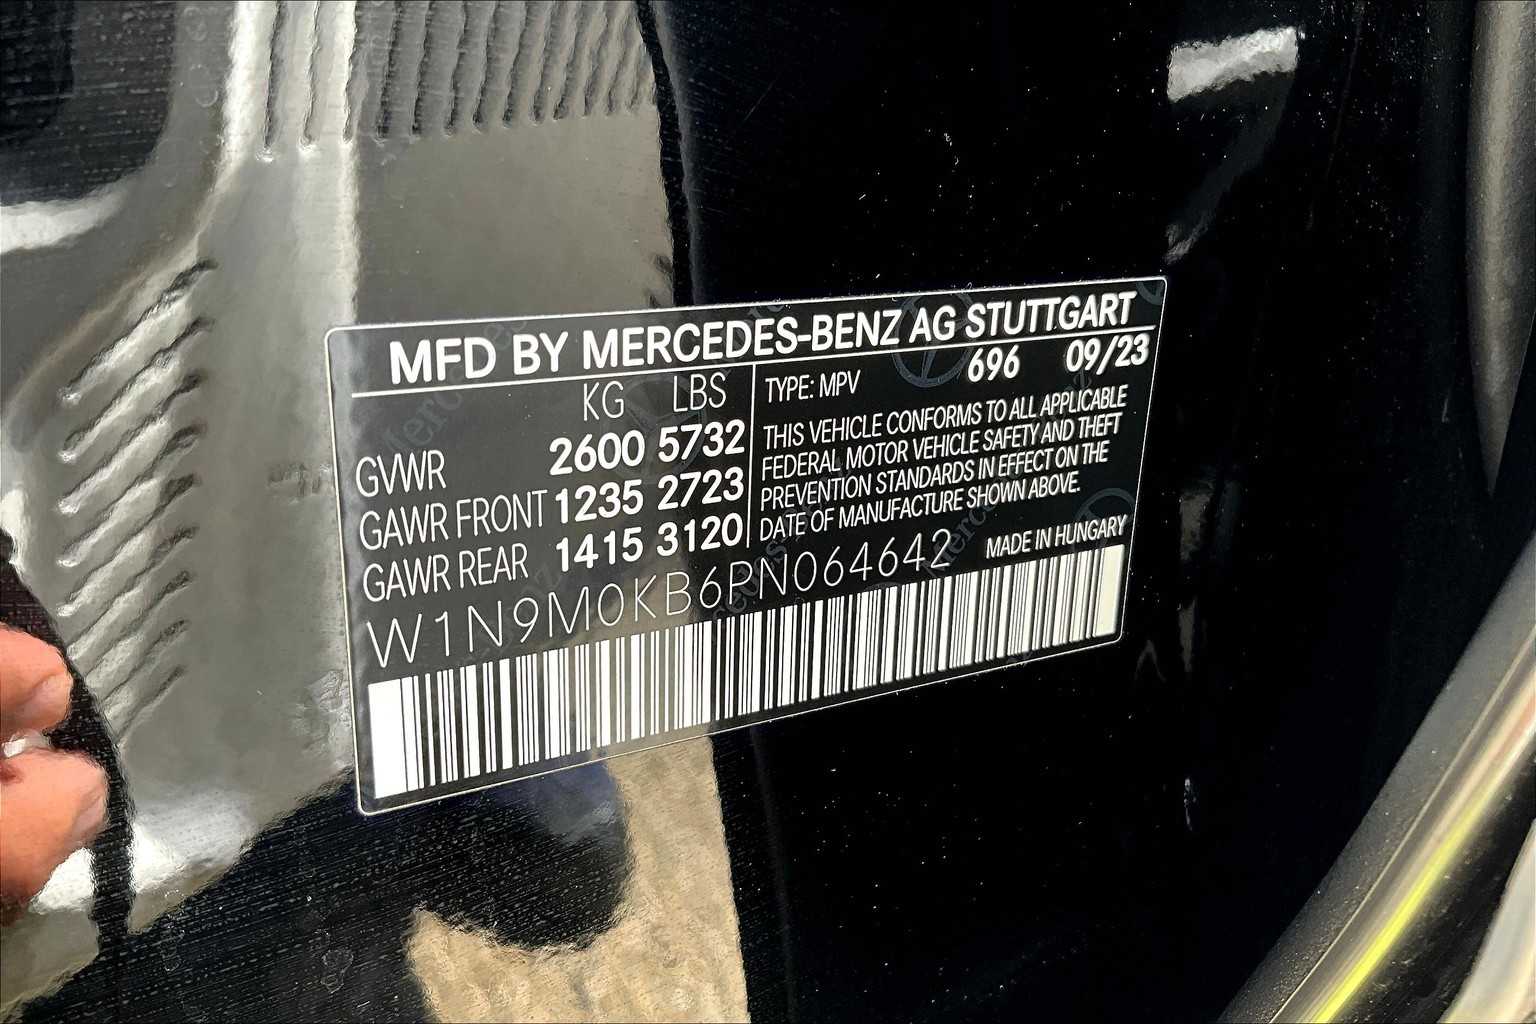 MFD BY MERCEDES-BENZ AG STUTTGART
KG LBS
GVWR 2600 5732
GAWR FRONT 1235 2723
GAWR REAR 1415 3120
TYPE: MPV 696 09/23
THIS VEHICLE CONFORMS TO ALL APPLICABLE
FEDERAL MOTOR VEHICLE SAFETY AND THEFT
PREVENTION STANDARDS IN EFFECT ON THE
DATE OF MANUFACTURE SHOWN ABOVE.
W1N9M0KB6PN064642 MADE IN HUNGARY